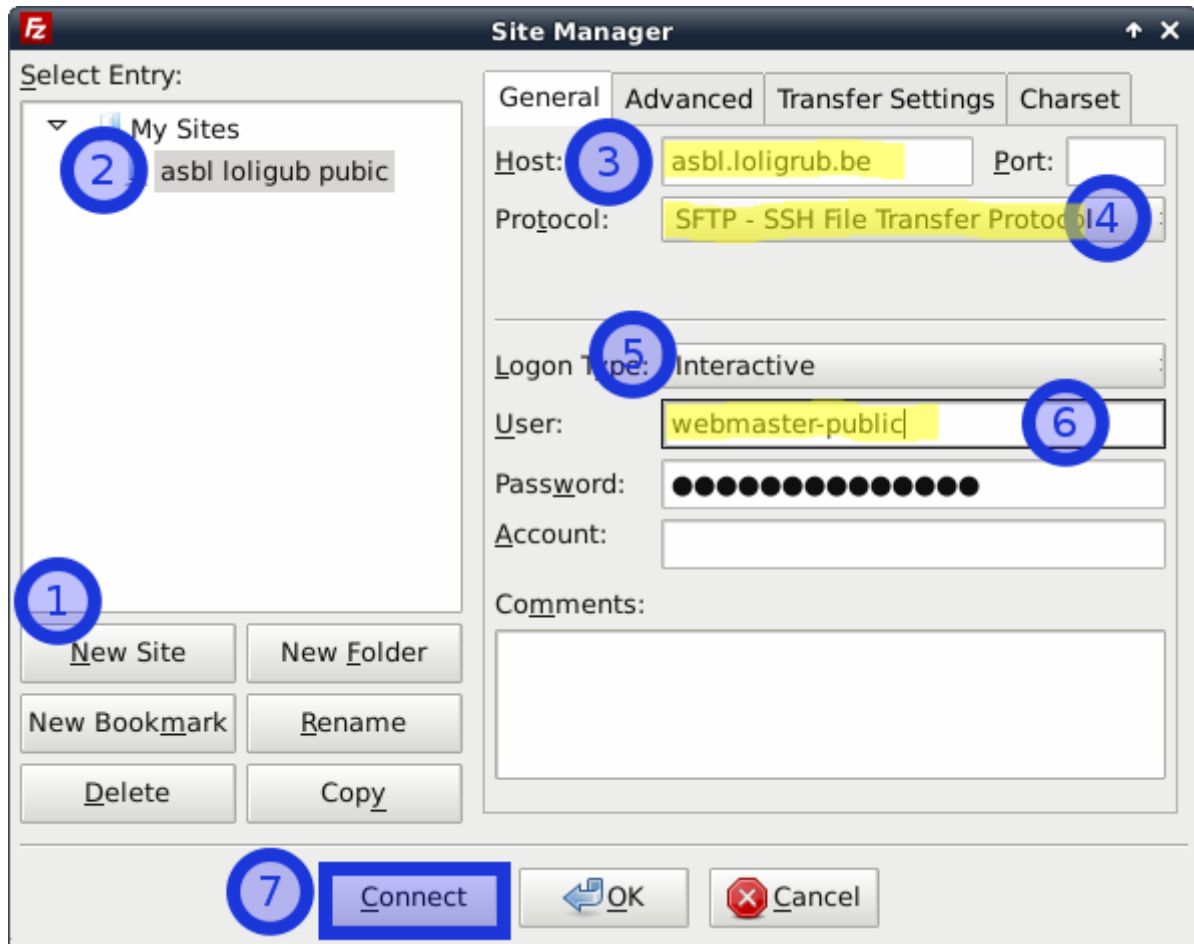 Fz
Site Manager
Select Entry:
My Sites
2
asbl loligub pubic
1
New Site
New Folder
New Bookmark
Rename
Delete
Copy
General
Advanced
Transfer Settings
Charset
Host:
3
asbl.loligrub.be
Port:
Protocol:
SFTP - SSH File Transfer Protocol
4
Logon Type:
5
Interactive
User:
webmaster-public
6
Password:
●●●●●●●●●●●●●●
Account:
Comments:
7
Connect
OK
Cancel